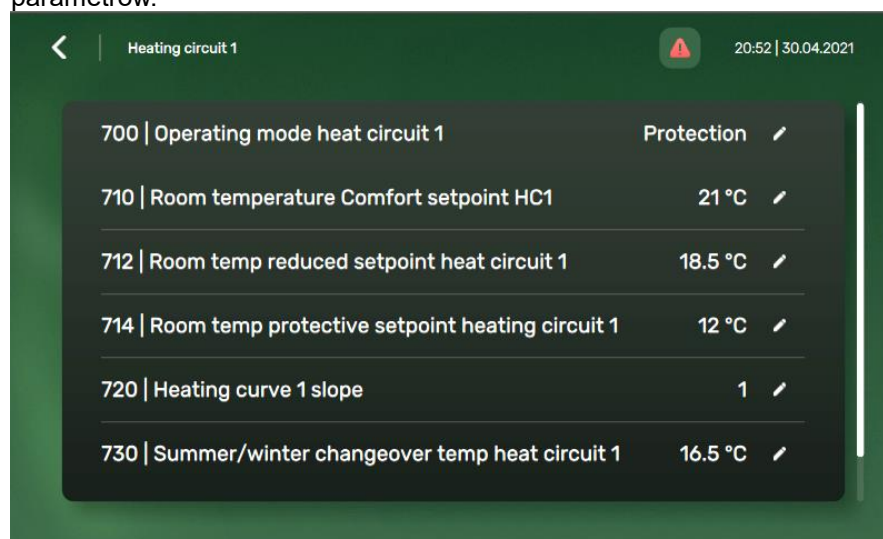 parametrów.
Heating circuit 1 20:52 | 30.04.2021
700 | Operating mode heat circuit 1 Protection
710 | Room temperature Comfort setpoint HC1 21 °C
712 | Room temp reduced setpoint heat circuit 1 18.5 °C
714 | Room temp protective setpoint heating circuit 1 12 °C
720 | Heating curve 1 slope 1
730 | Summer/winter changeover temp heat circuit 1 16.5 °C